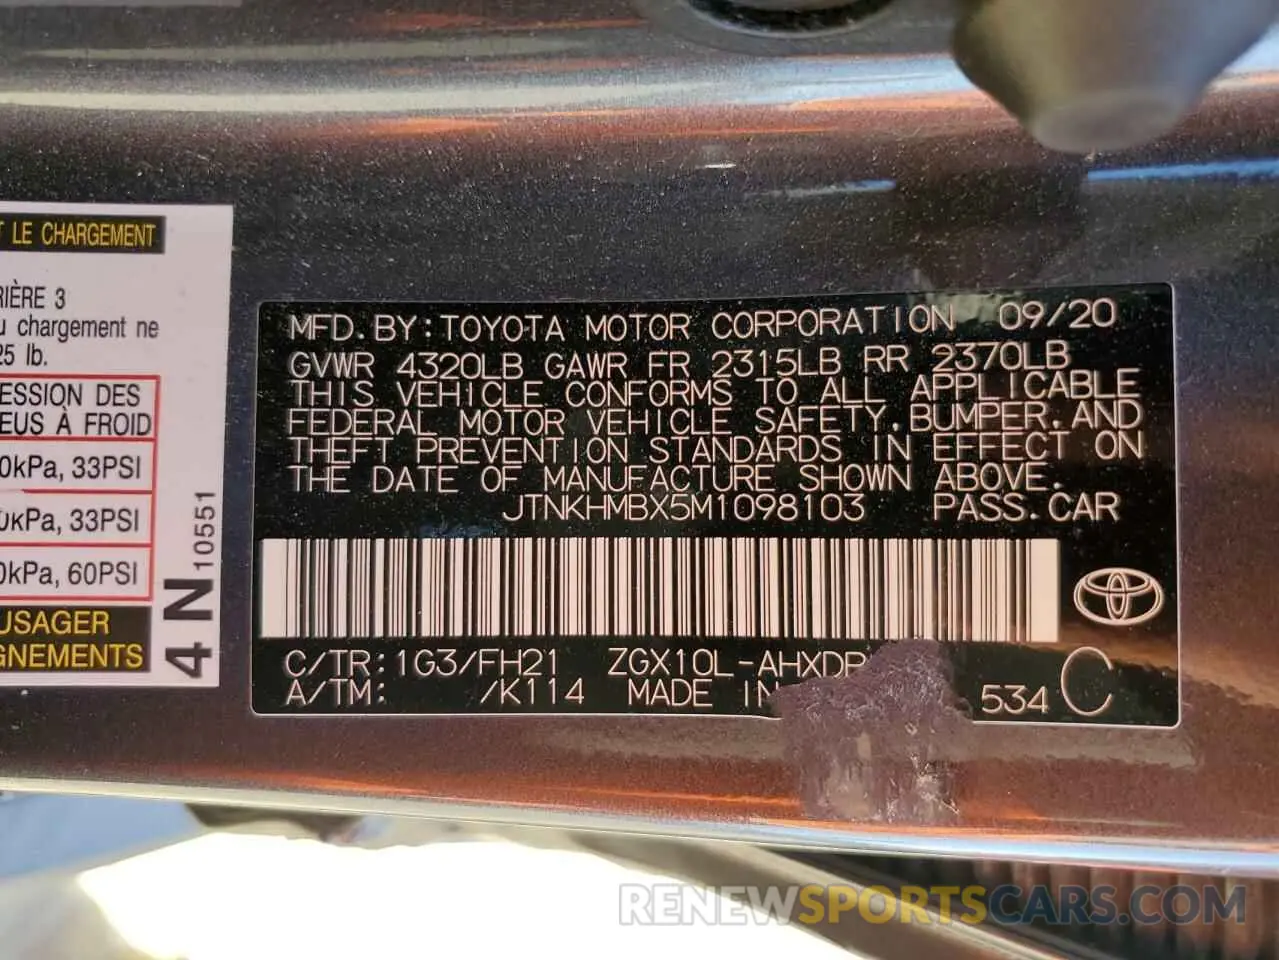 T LE CHARGEMENT
RIÈRE 3
u chargement ne
25 lb.
ESSION DES
EUS À FROID
0kPa, 33PSI
0kPa, 33PSI
0kPa, 60PSI
USAGER
GNEMENTS
4 N 10551
MFD. BY: TOYOTA MOTOR CORPORATION 09/20
GVWR 4320LB GAWR FR 2315LB RR 2370LB
THIS VEHICLE CONFORMS TO ALL APPLICABLE
FEDERAL MOTOR VEHICLE SAFETY, BUMPER, AND
THEFT PREVENTION STANDARDS IN EFFECT ON
THE DATE OF MANUFACTURE SHOWN ABOVE.
JTNKHMBX5M1098103 PASS. CAR
C/TR: 1G3/FH21 ZGX10L-AHXDP
A/TM: /K114 MADE IN 534 C
RENEWSPORTSCARS.COM